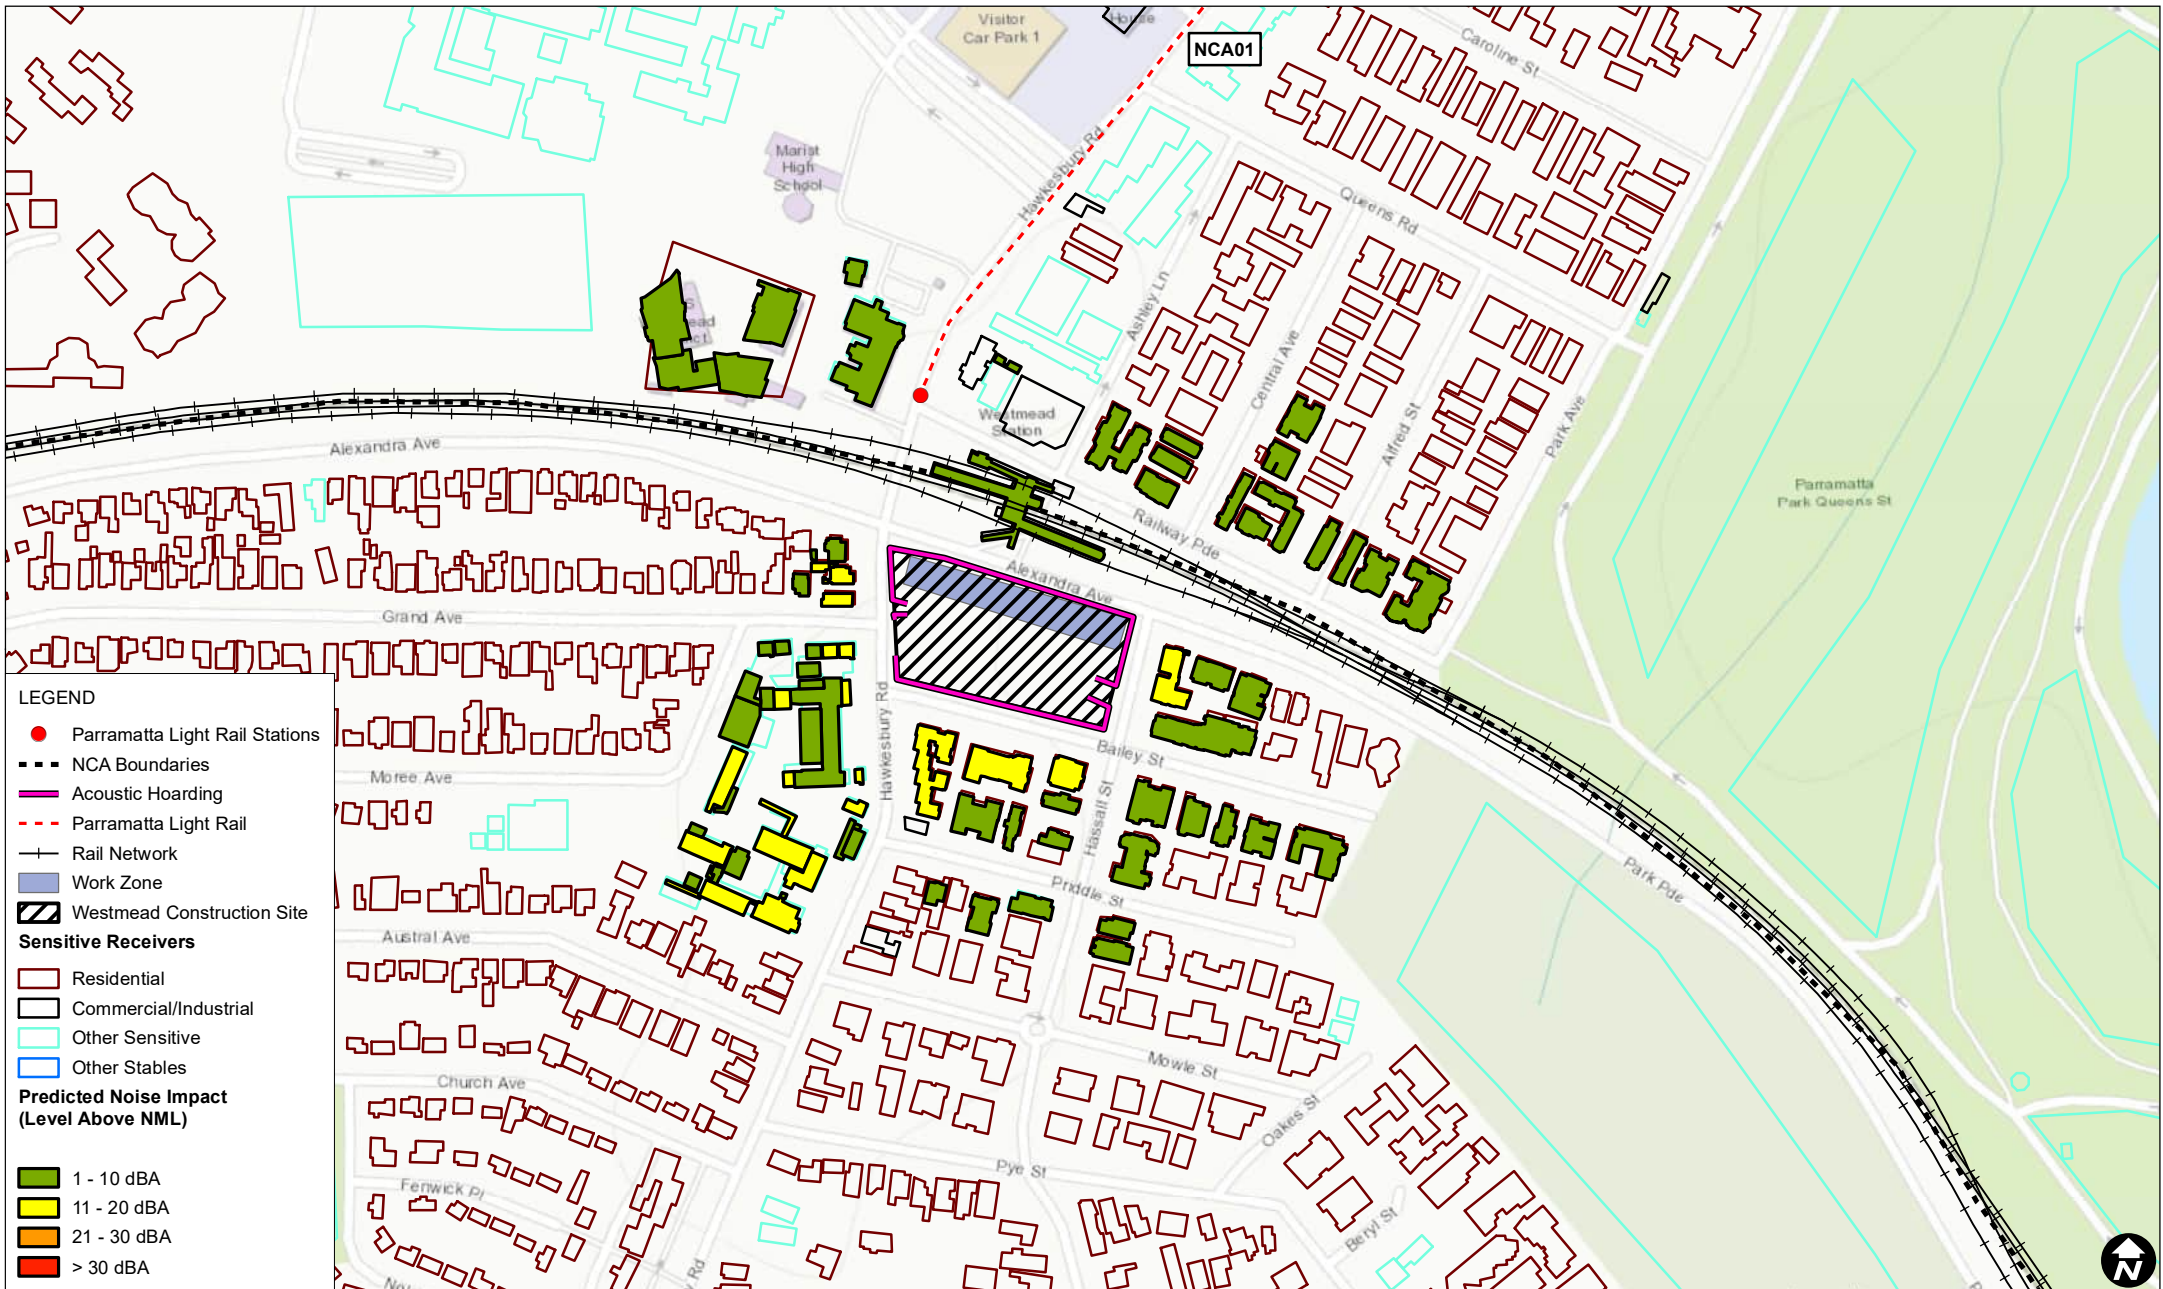 Visitor
Car Park 1
House
NCA01
Caroline St
Marist
High
School
Hawkesbury Rd
Queens Rd
Ashley Ln
Central Ave
Alfred St
Park Ave
Westmead
Station
Parramatta
Park Queens St
Alexandra Ave
Railway Pde
Alexandra Ave
Grand Ave
Hawkesbury Rd
Bailey St
Hassall St
Moree Ave
Priddle St
Park Pde
Austral Ave
Mowle St
Church Ave
Oakes St
Pye St
Fenwick Pl
Beryl St
LEGEND
Parramatta Light Rail Stations
NCA Boundaries
Acoustic Hoarding
Parramatta Light Rail
Rail Network
Work Zone
Westmead Construction Site
Sensitive Receivers
Residential
Commercial/Industrial
Other Sensitive
Other Stables
Predicted Noise Impact
(Level Above NML)
1 - 10 dBA
11 - 20 dBA
21 - 30 dBA
> 30 dBA
N